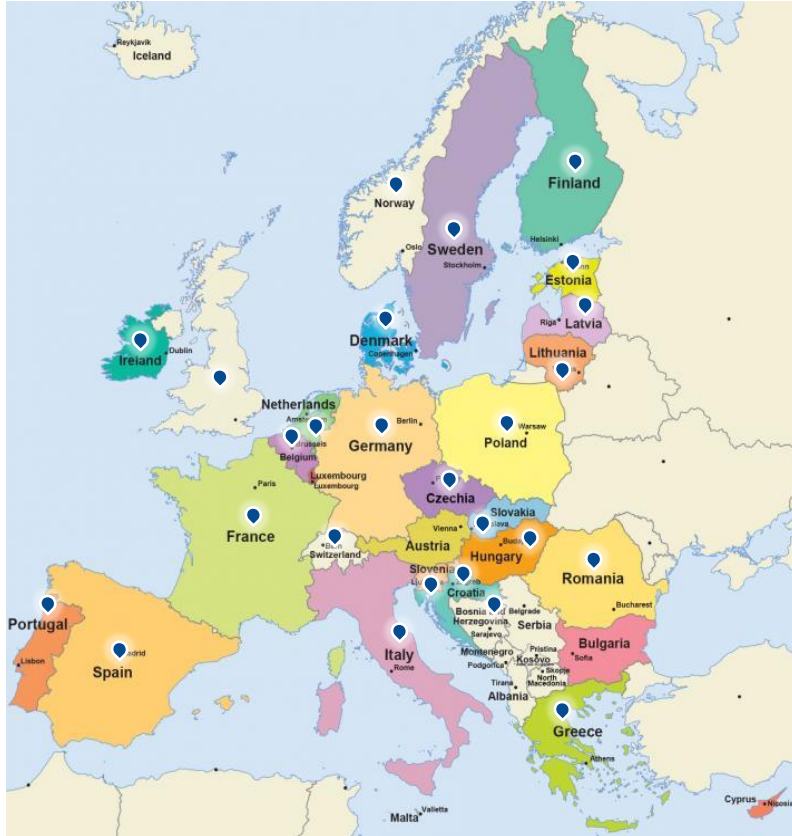 Reykjavík
Iceland
Finland
Norway
Oslo
Sweden
Helsinki
Stockholm
Estonia
Riga
Latvia
Denmark
Copenhagen
Lithuania
Ireland
Dublin
Netherlands
Berlin
Germany
Warsaw
Poland
Belgium
Luxembourg
Luxembourg
Paris
Czechia
Slovakia
France
Vienna
Austria
Switzerland
Hungary
Slovenia
Romania
Croatia
Bucharest
Bosnia
Herzegovina
Belgrade
Serbia
Sarajevo
Portugal
Lisbon
Spain
Italy
Rome
Montenegro
Podgorica
Pristina
Kosovo
Bulgaria
Sofia
Skopje
North
Macedonia
Tirana
Albania
Greece
Athens
Malta
Valletta
Cyprus
Nicosia